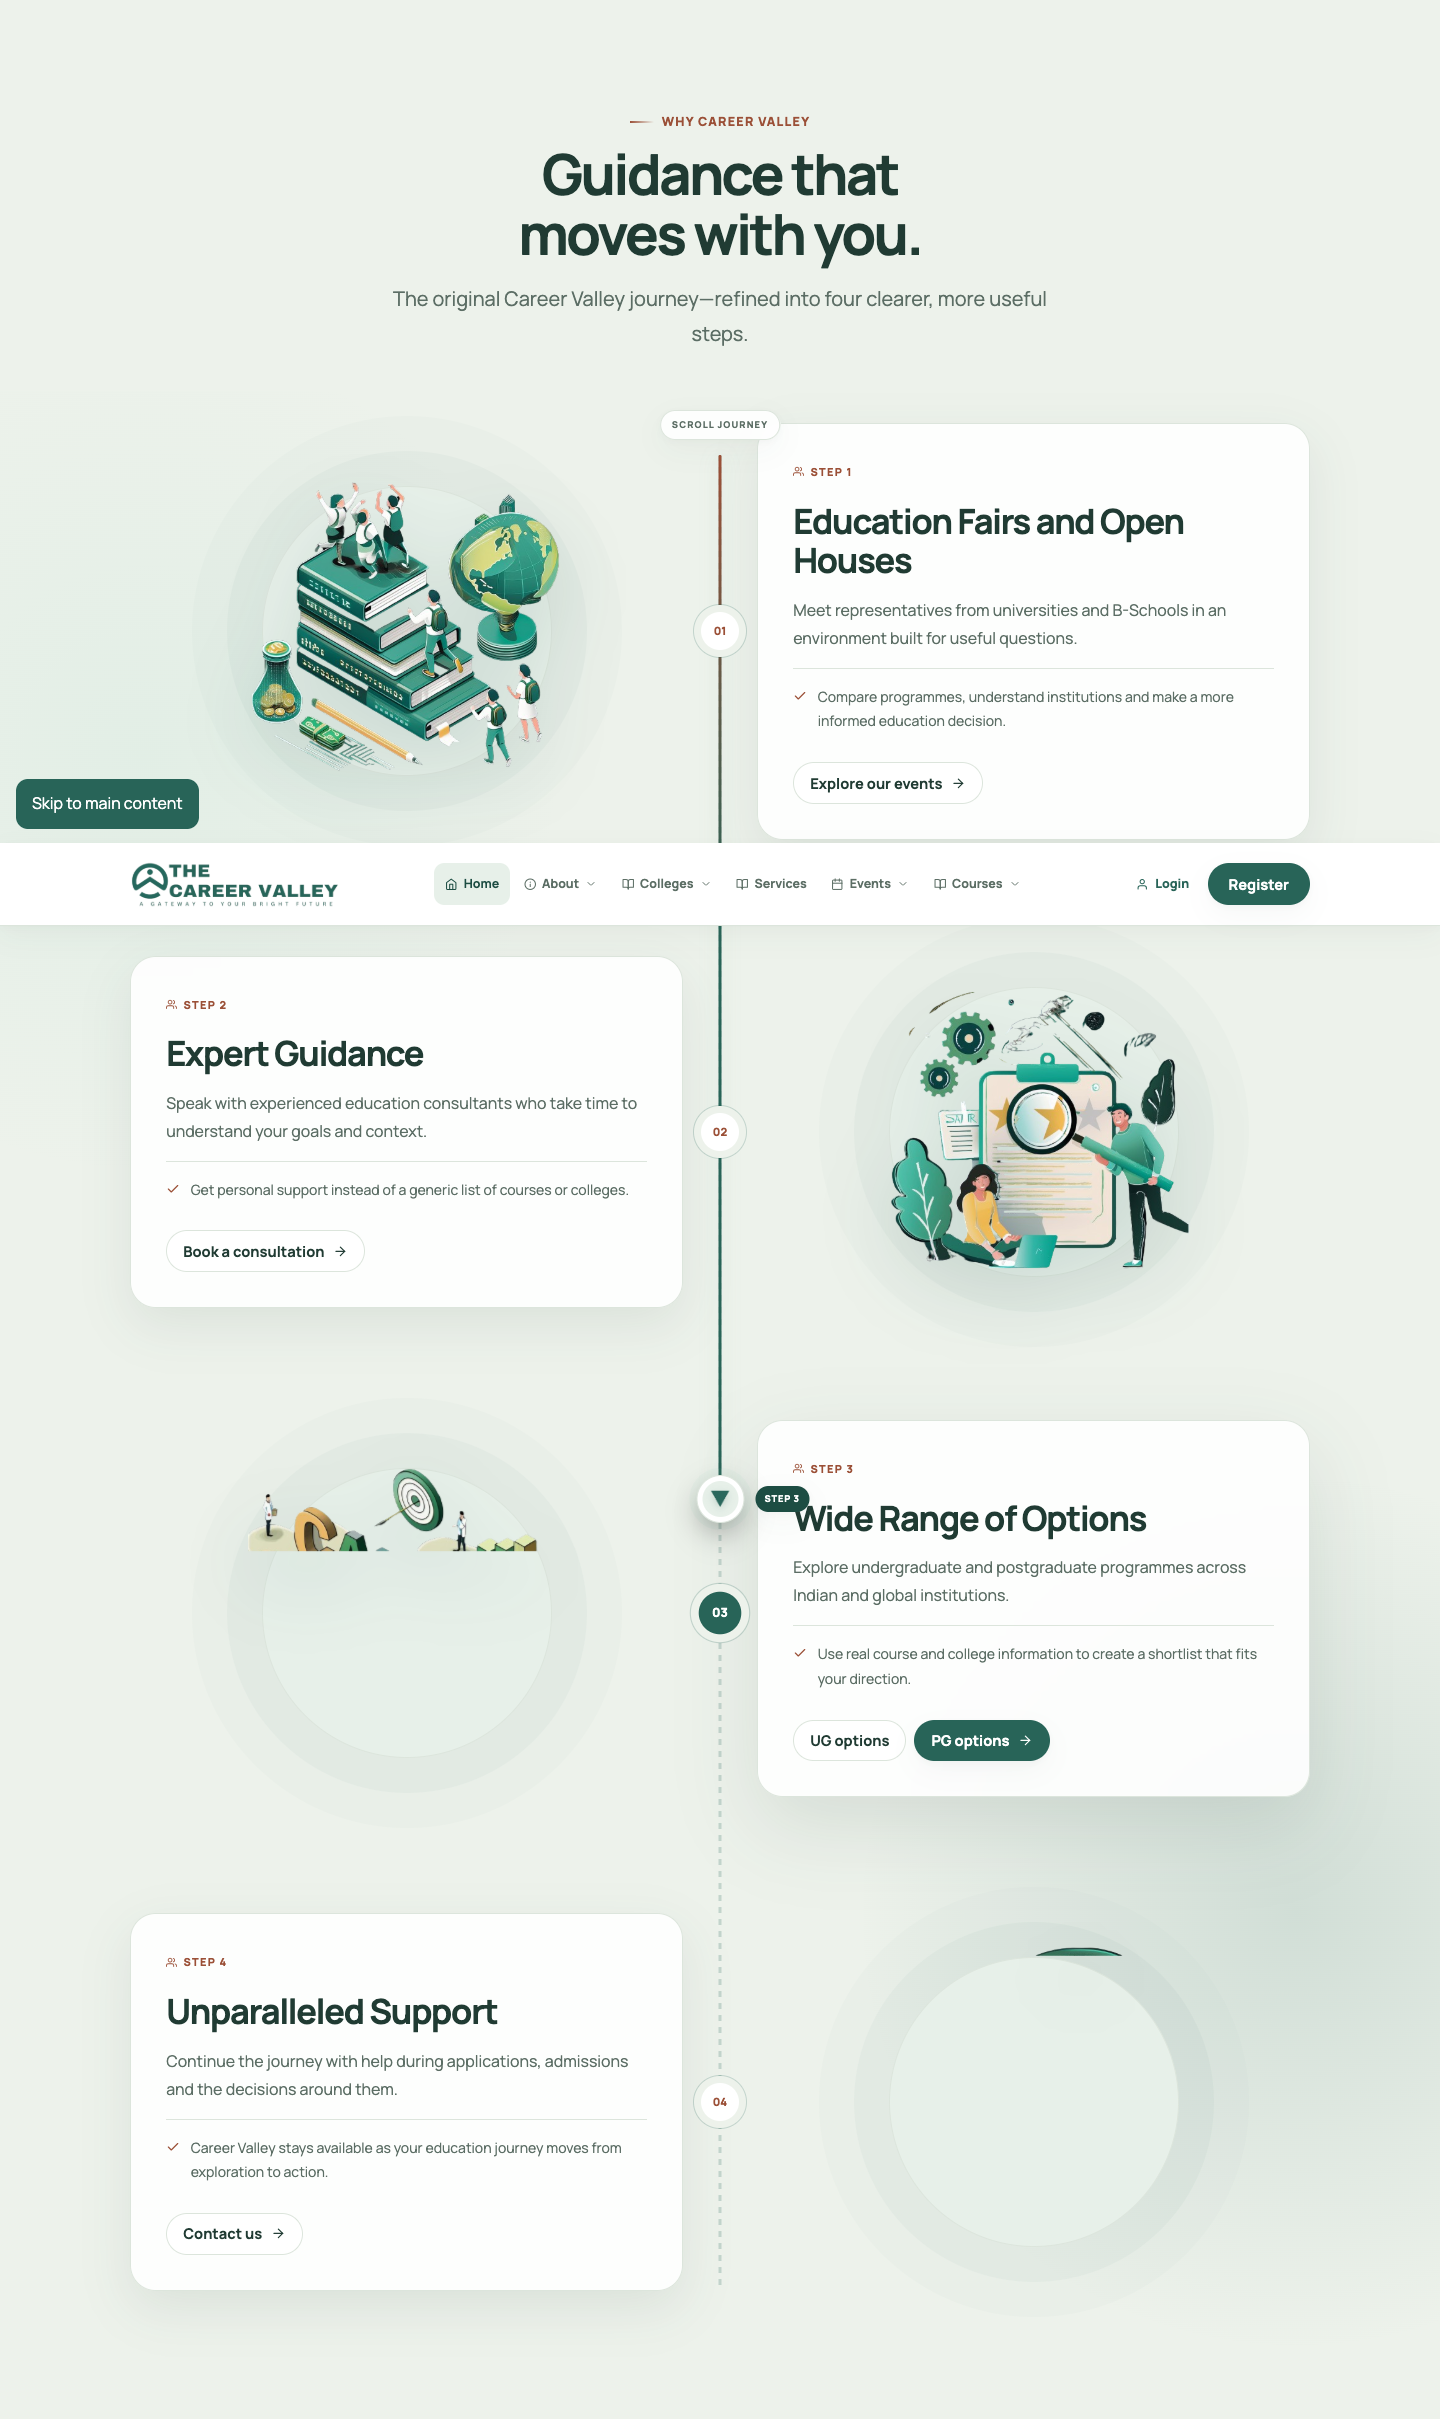 WHY CAREER VALLEY
Guidance that
moves with you.
The original Career Valley journey—refined into four clearer, more useful
steps.
SCROLL JOURNEY
STEP 1
Education Fairs and Open
Houses
Meet representatives from universities and B-Schools in an
environment built for useful questions.
01
Compare programmes, understand institutions and make a more
informed education decision.
Explore our events
Skip to main content
THE
CAREER VALLEY
A GATEWAY TO YOUR BRIGHT FUTURE
Home About Colleges Services Events Courses Login Register
STEP 2
Expert Guidance
Speak with experienced education consultants who take time to
understand your goals and context.
02
Get personal support instead of a generic list of courses or colleges.
Book a consultation
STEP 3
STEP 3
Wide Range of Options
Explore undergraduate and postgraduate programmes across
Indian and global institutions.
03
Use real course and college information to create a shortlist that fits
your direction.
UG options PG options
STEP 4
Unparalleled Support
Continue the journey with help during applications, admissions
and the decisions around them.
04
Career Valley stays available as your education journey moves from
exploration to action.
Contact us